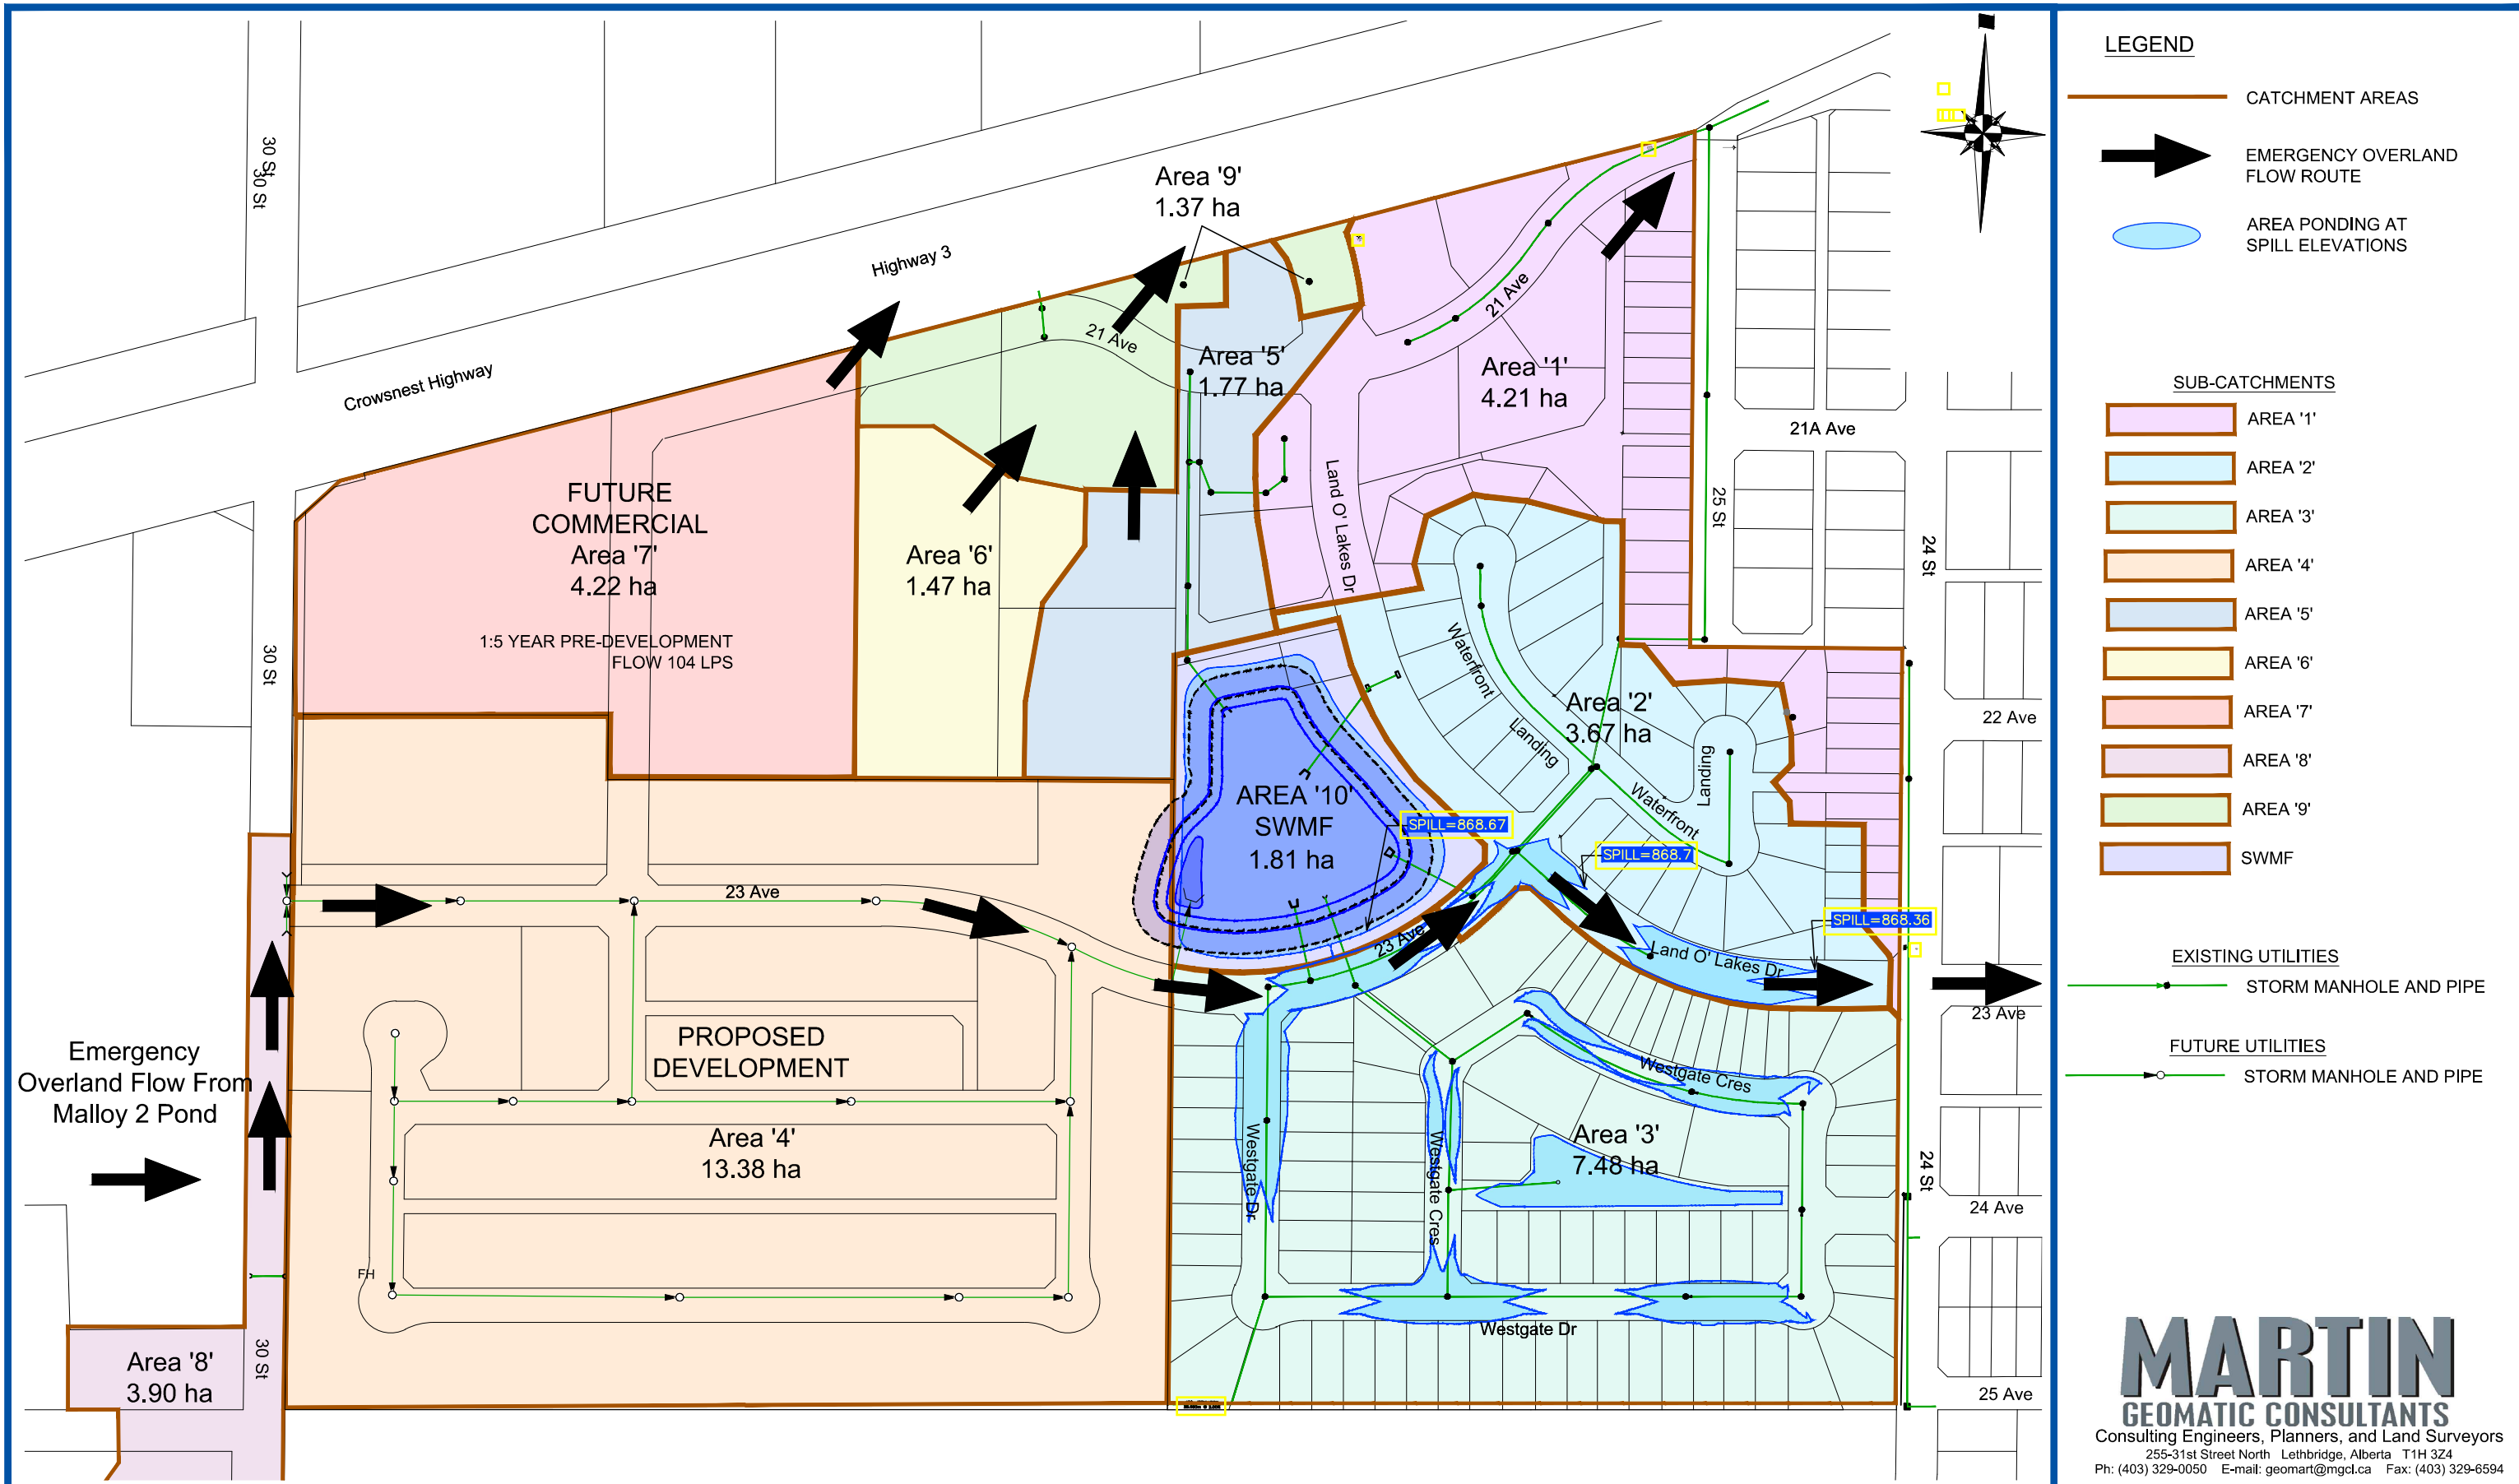 30 St
30 St
Highway 3
Crowsnest Highway
Area '9'
1.37 ha
21 Ave
21 Ave
Area '5'
1.77 ha
Area '1'
4.21 ha
21A Ave
25 St
24 St
Land O' Lakes Dr
FUTURE
COMMERCIAL
Area '7'
4.22 ha
1:5 YEAR PRE-DEVELOPMENT
FLOW 104 LPS
Area '6'
1.47 ha
30 St
Waterfront
Landing
Area '2'
3.67 ha
Landing
Waterfront
22 Ave
AREA '10'
SWMF
1.81 ha
SPILL=868.67
SPILL=868.7
SPILL=868.36
23 Ave
23 Ave
Land O' Lakes Dr
23 Ave
Emergency
Overland Flow From
Malloy 2 Pond
PROPOSED
DEVELOPMENT
Area '4'
13.38 ha
FH
Westgate Dr
Westgate Cres
Westgate Cres
Area '3'
7.48 ha
24 St
24 Ave
Westgate Dr
Area '8'
3.90 ha
30 St
25 Ave
LEGEND
CATCHMENT AREAS
EMERGENCY OVERLAND
FLOW ROUTE
AREA PONDING AT
SPILL ELEVATIONS
SUB-CATCHMENTS
AREA '1'
AREA '2'
AREA '3'
AREA '4'
AREA '5'
AREA '6'
AREA '7'
AREA '8'
AREA '9'
SWMF
EXISTING UTILITIES
STORM MANHOLE AND PIPE
FUTURE UTILITIES
STORM MANHOLE AND PIPE
MARTIN
GEOMATIC CONSULTANTS
Consulting Engineers, Planners, and Land Surveyors
255-31st Street North Lethbridge, Alberta T1H 3Z4
Ph: (403) 329-0050 E-mail: geomart@mgcl.ca Fax: (403) 329-6594